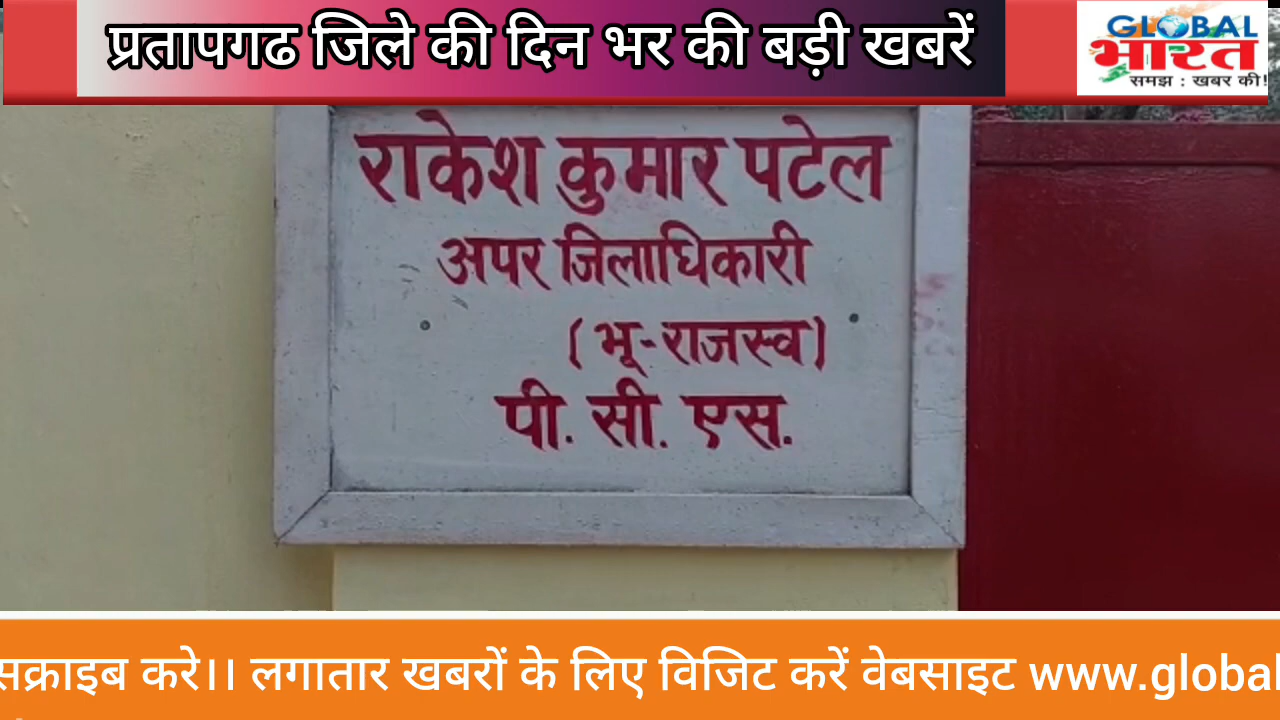 प्रतापगढ जिले की दिन भर की बड़ी खबरें
GLOBAL
भारत
समझ : खबर की!
राकेश कुमार पटेल
अपर जिलाधिकारी
(भू-राजस्व)
पी. सी. एस.
सक्राइब करे।। लगातार खबरों के लिए विजिट करें वेबसाइट www.global